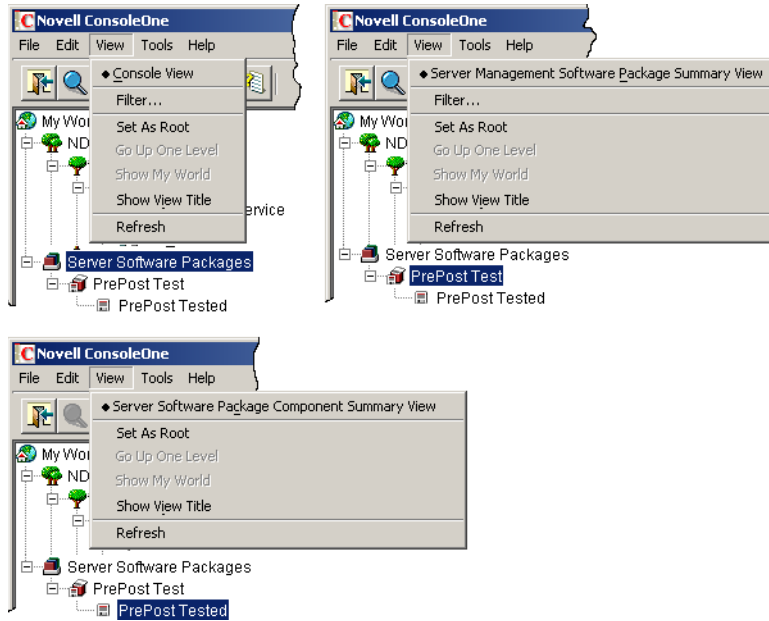 Novell ConsoleOne
File Edit View Tools Help
Console View
Filter...
My Wor
Set As Root
ND
Go Up One Level
Show My World
Show View Title
ervice
Refresh
Server Software Packages
PrePost Test
PrePost Tested
Novell ConsoleOne
File Edit View Tools Help
Server Management Software Package Summary View
Filter...
My Wor
Set As Root
ND
Go Up One Level
Show My World
Show View Title
Refresh
Server Software Packages
PrePost Test
PrePost Tested
Novell ConsoleOne
File Edit View Tools Help
Server Software Package Component Summary View
Set As Root
My Wor
Go Up One Level
ND
Show My World
Show View Title
Refresh
Server Software Packages
PrePost Test
PrePost Tested